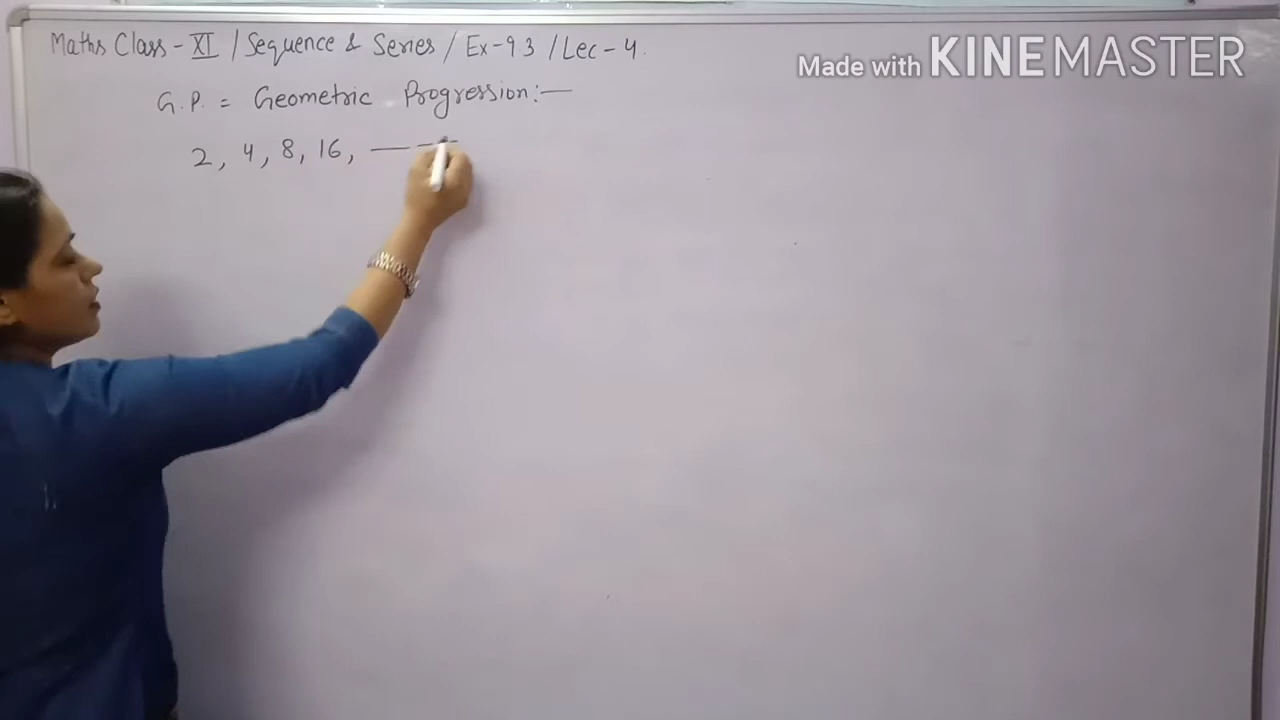 Maths Class - XI / Sequence & Series / Ex-9.3 / Lec-4.
Made with KINEMASTER
G.P. = Geometric Progression:—
2, 4, 8, 16, — —